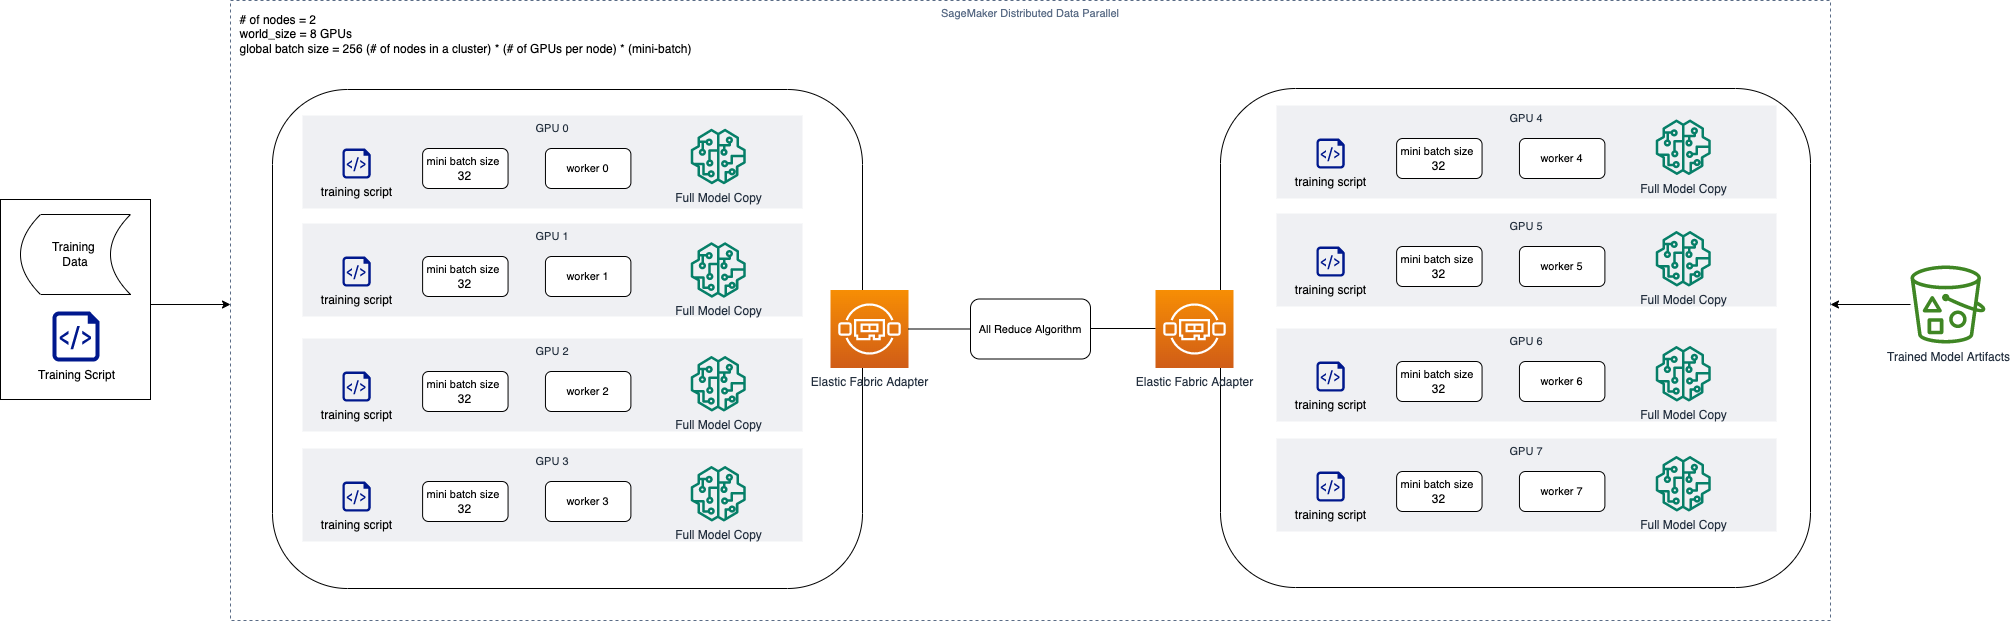 SageMaker Distributed Data Parallel
# of nodes = 2
world_size = 8 GPUs
global batch size = 256 (# of nodes in a cluster) * (# of GPUs per node) * (mini-batch)
Training
Data
Training Script
GPU 0
training script
mini batch size
32
worker 0
Full Model Copy
GPU 1
training script
mini batch size
32
worker 1
Full Model Copy
GPU 2
training script
mini batch size
32
worker 2
Full Model Copy
GPU 3
training script
mini batch size
32
worker 3
Full Model Copy
Elastic Fabric Adapter
All Reduce Algorithm
Elastic Fabric Adapter
GPU 4
training script
mini batch size
32
worker 4
Full Model Copy
GPU 5
training script
mini batch size
32
worker 5
Full Model Copy
GPU 6
training script
mini batch size
32
worker 6
Full Model Copy
GPU 7
training script
mini batch size
32
worker 7
Full Model Copy
Trained Model Artifacts